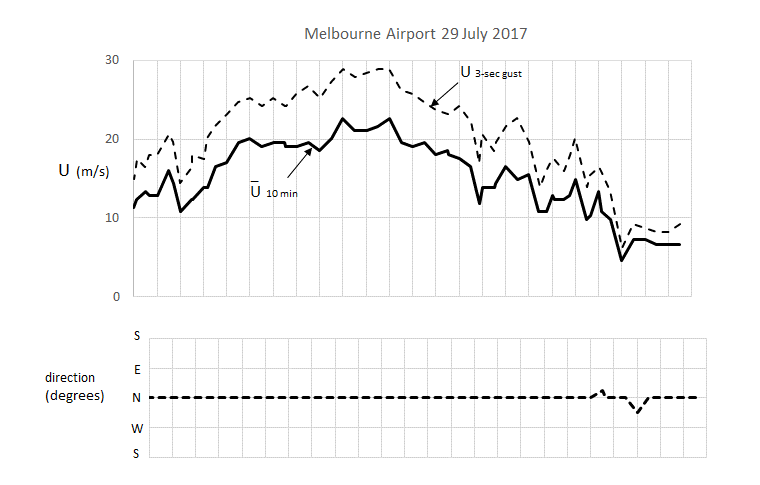 Melbourne Airport 29 July 2017
30
U 3-sec gust
20
U (m/s)
U̅ 10 min
10
0
S
E
direction
(degrees)
N
W
S